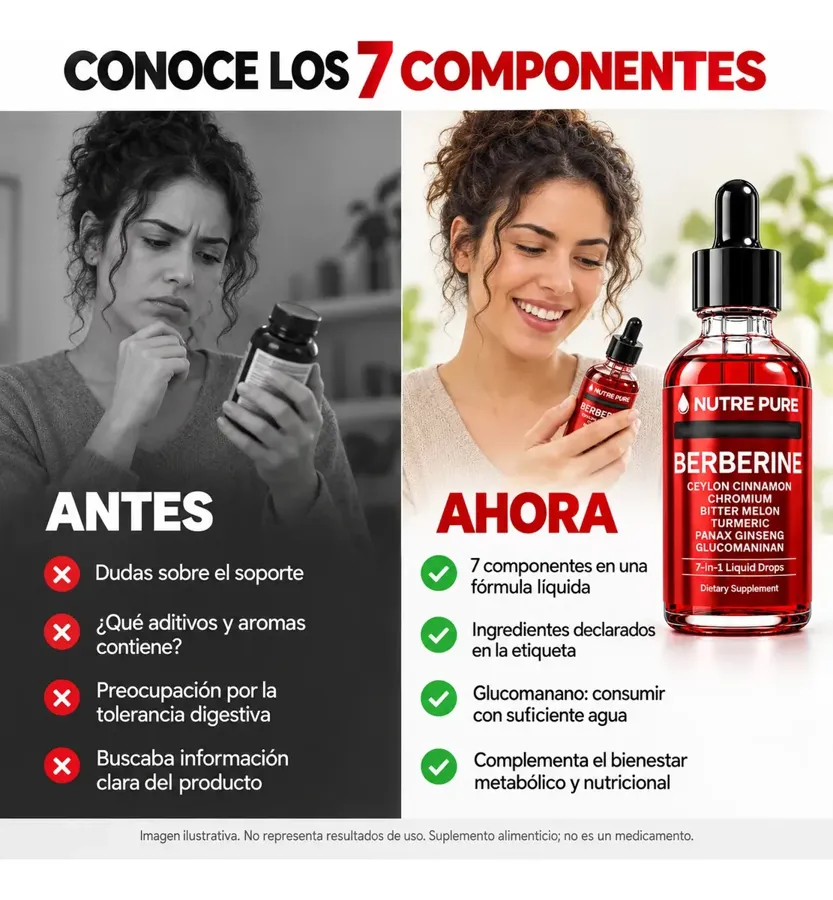 CONOCE LOS 7 COMPONENTES
ANTES
Dudas sobre el soporte
¿Qué aditivos y aromas
contiene?
Preocupación por la
tolerancia digestiva
Buscaba información
clara del producto
AHORA
7 componentes en una
fórmula líquida
Ingredientes declarados
en la etiqueta
Glucomanano: consumir
con suficiente agua
Complementa el bienestar
metabólico y nutricional
NUTRE PURE
BERBERINE
NUTRE PURE
BERBERINE
CEYLON CINNAMON
CHROMIUM
BITTER MELON
TURMERIC
PANAX GINSENG
GLUCOMANINAN
7-in-1 Liquid Drops
Dietary Supplement
Imagen ilustrativa. No representa resultados de uso. Suplemento alimenticio; no es un medicamento.